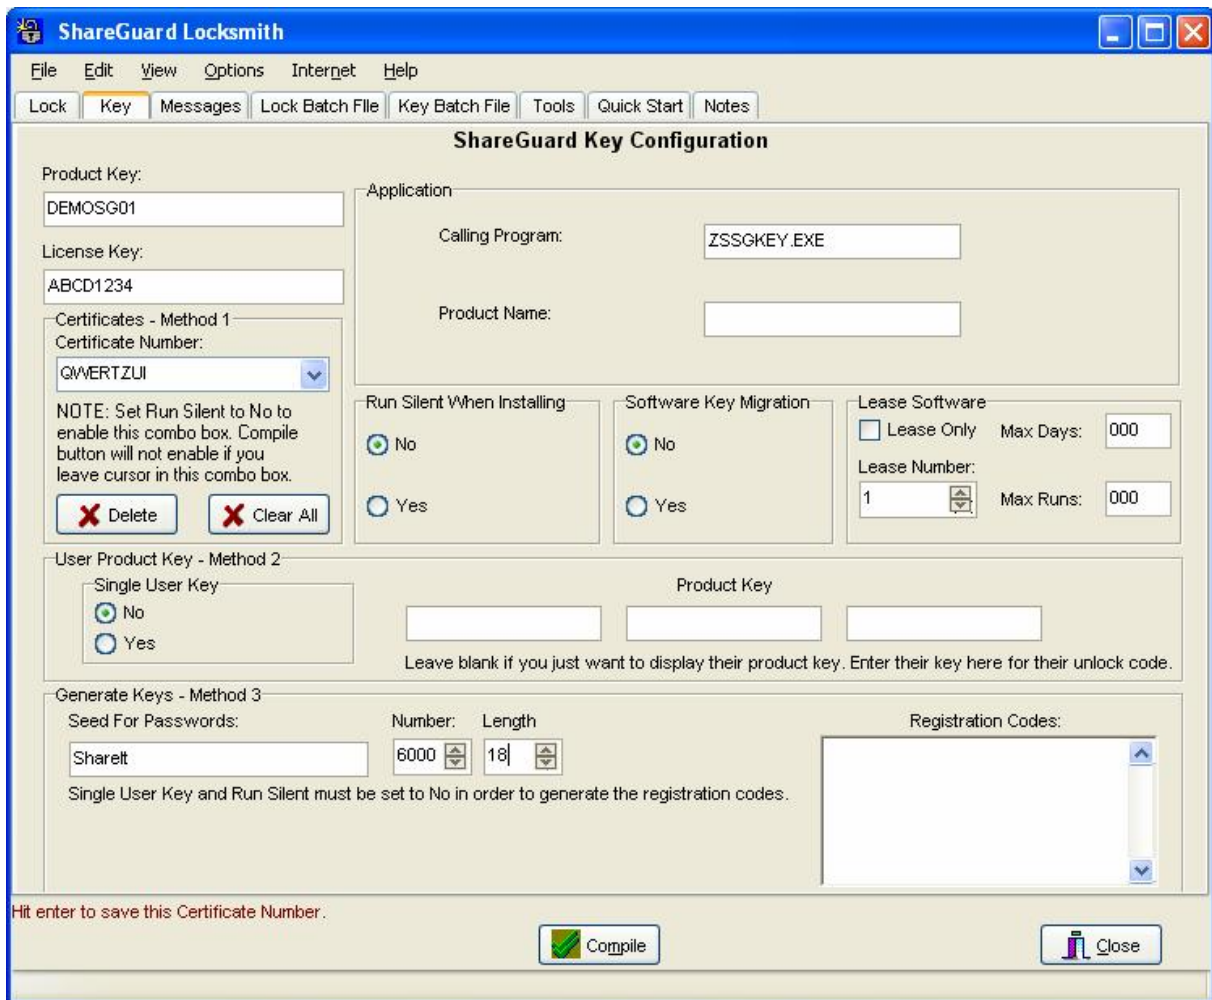 ShareGuard Locksmith
File Edit View Options Internet Help
Lock Key Messages Lock Batch FIle Key Batch File Tools Quick Start Notes
ShareGuard Key Configuration
Product Key:
DEMOSG01
License Key:
ABCD1234
Application
Calling Program: ZSSGKEY.EXE
Product Name:
Certificates - Method 1
Certificate Number:
QWERTZUI
NOTE: Set Run Silent to No to
enable this combo box. Compile
button will not enable if you
leave cursor in this combo box.
Delete Clear All
Run Silent When Installing
No
Yes
Software Key Migration
No
Yes
Lease Software
Lease Only Max Days: 000
Lease Number:
1 Max Runs: 000
User Product Key - Method 2
Single User Key
No
Yes
Product Key
Leave blank if you just want to display their product key. Enter their key here for their unlock code.
Generate Keys - Method 3
Seed For Passwords: Number: Length Registration Codes:
ShareIt 6000 18
Single User Key and Run Silent must be set to No in order to generate the registration codes.
Hit enter to save this Certificate Number.
Compile Close